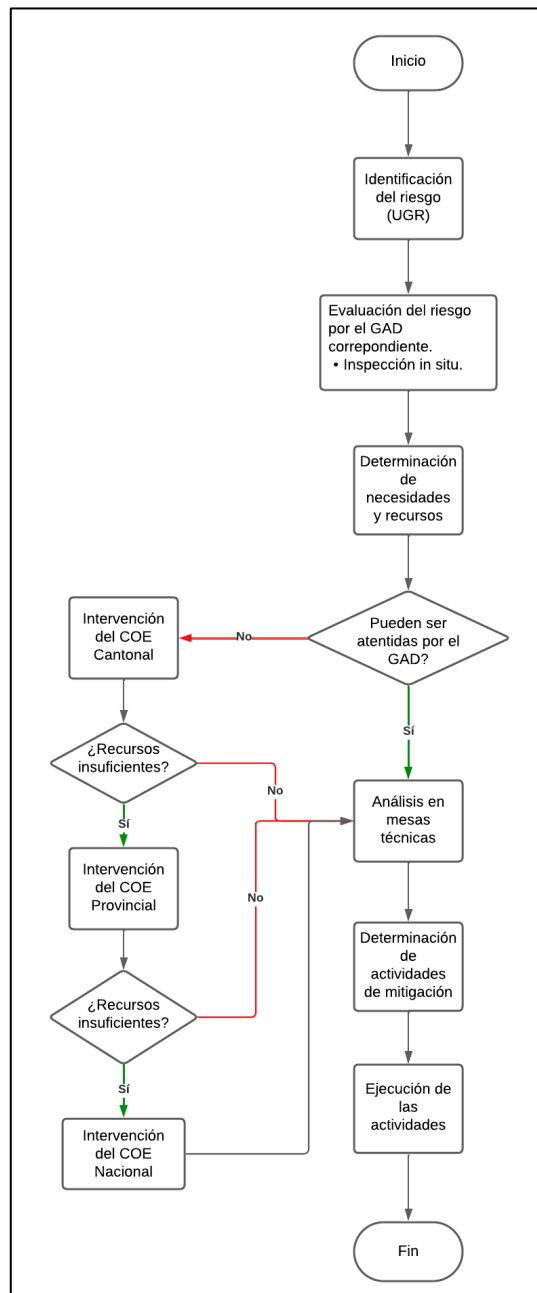 Inicio
Identificación
del riesgo
(UGR)
Evaluación del riesgo
por el GAD
correpondiente.
• Inspección in situ.
Determinación
de
necesidades
y recursos
Pueden ser
atentidas por el
GAD?
No
Intervención
del COE
Cantonal
Sí
¿Recursos
insuficientes?
No
Sí
Intervención
del COE
Provincial
No
¿Recursos
insuficientes?
Sí
Intervención
del COE
Nacional
Análisis en
mesas
técnicas
Determinación
de
actividades
de mitigación
Ejecución de
las
actividades
Fin